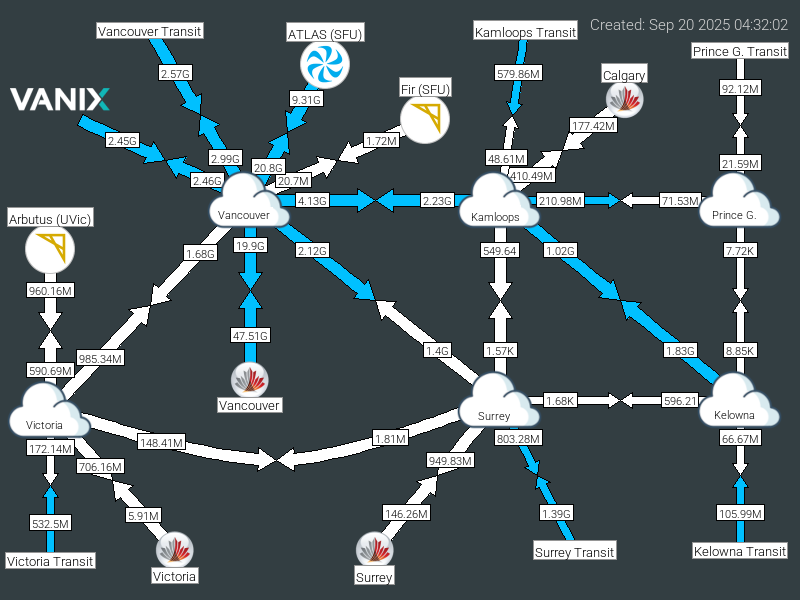 Created: Sep 20 2025 04:32:02
Vancouver Transit
ATLAS (SFU)
Kamloops Transit
Prince G. Transit
2.57G
579.86M
Calgary
92.12M
VANIX
9.31G
Fir (SFU)
177.42M
2.45G
1.72M
2.99G
48.61M
21.59M
20.8G
410.49M
2.46G
20.7M
4.13G
2.23G
210.98M
71.53M
Vancouver
Kamloops
Prince G.
Arbutus (UVic)
1.68G
19.9G
2.12G
549.64
1.02G
7.72K
960.16M
47.51G
985.34M
1.4G
1.57K
1.83G
8.85K
590.69M
Vancouver
1.68K
596.21
Victoria
Surrey
Kelowna
172.14M
148.41M
1.81M
803.28M
66.67M
706.16M
949.83M
532.5M
5.91M
146.26M
1.39G
105.99M
Victoria Transit
Victoria
Surrey
Surrey Transit
Kelowna Transit